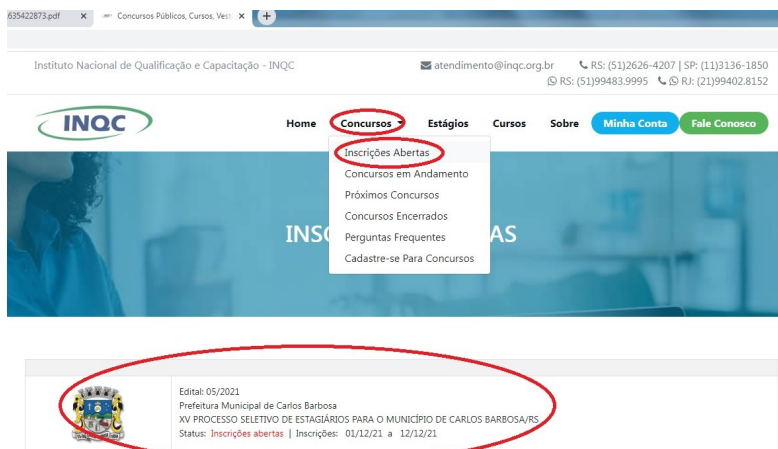 635422873.pdf x Concursos Públicos, Cursos, Vest x +
Instituto Nacional de Qualificação e Capacitação - INQC atendimento@inqc.org.br RS: (51)2626-4207 | SP: (11)3136-1850
RS: (51)99483.9995 RJ: (21)99402.8152
INQC Home Concursos Estágios Cursos Sobre Minha Conta Fale Conosco
Inscrições Abertas
Concursos em Andamento
Próximos Concursos
Concursos Encerrados
INSC AS
Perguntas Frequentes
Cadastre-se Para Concursos
Edital: 05/2021
Prefeitura Municipal de Carlos Barbosa
XV PROCESSO SELETIVO DE ESTAGIÁRIOS PARA O MUNICÍPIO DE CARLOS BARBOSA/RS
Status: Inscrições abertas | Inscrições: 01/12/21 a 12/12/21